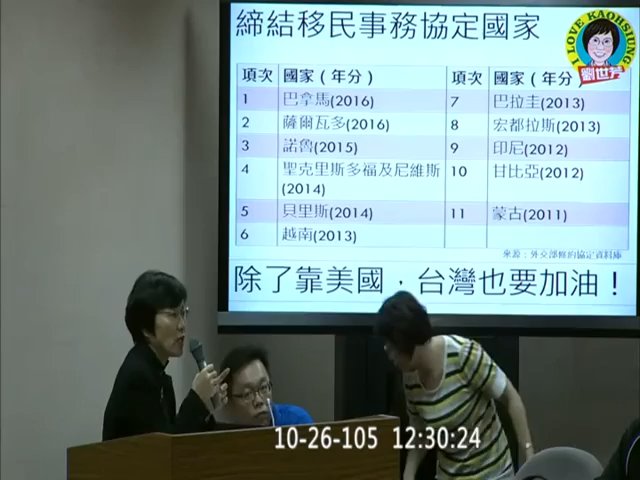 締結移民事務協定國家
LOVE KAOHSIUNG
劉世芳
項次 國家（年分） 項次 國家（年分）
1 巴拿馬(2016) 7 巴拉圭(2013)
2 薩爾瓦多(2016) 8 宏都拉斯(2013)
3 諾魯(2015) 9 印尼(2012)
4 聖克里斯多福及尼維斯(2014) 10 甘比亞(2012)
5 貝里斯(2014) 11 蒙古(2011)
6 越南(2013)
來源：外交部條約協定資料庫
除了靠美國，台灣也要加油！
10-26-105 12:30:24